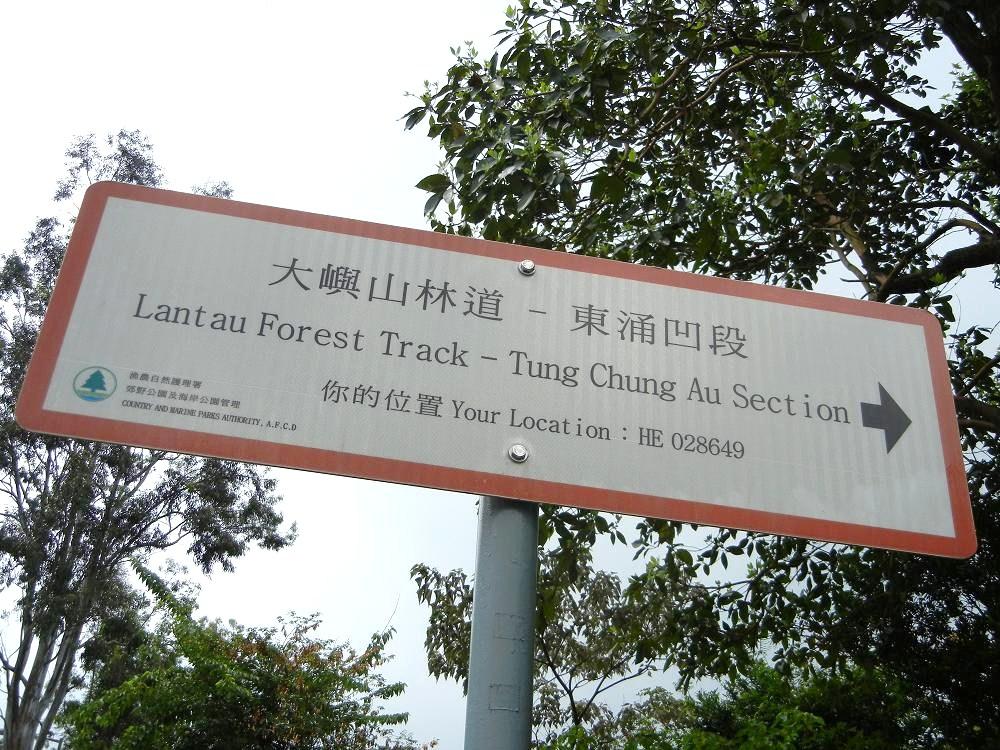 大嶼山林道 - 東涌凹段
Lantau Forest Track - Tung Chung Au Section
你的位置 Your Location : HE 028649
漁農自然護理署
郊野公園及海岸公園管理
COUNTRY AND MARINE PARKS AUTHORITY, A.F.C.D